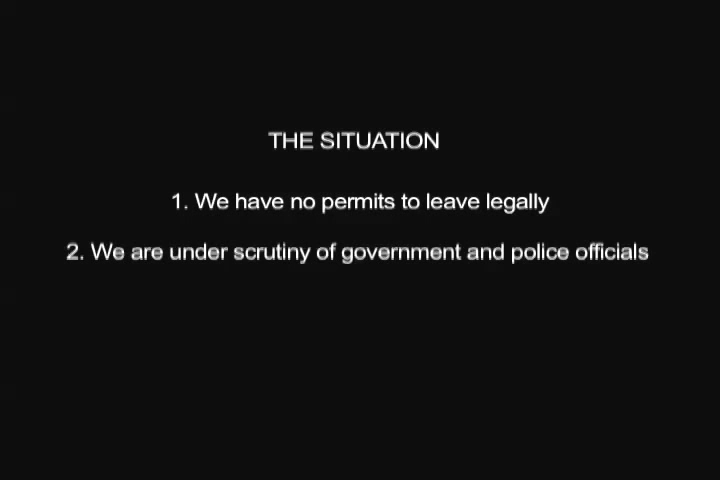 THE SITUATION
1. We have no permits to leave legally
2. We are under scrutiny of government and police officials